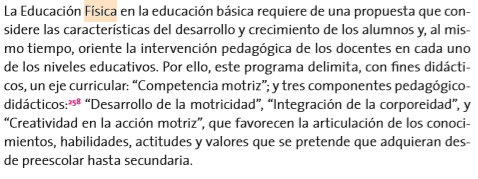 La Educación Física en la educación básica requiere de una propuesta que con-
sidere las características del desarrollo y crecimiento de los alumnos y, al mis-
mo tiempo, oriente la intervención pedagógica de los docentes en cada uno
de los niveles educativos. Por ello, este programa delimita, con fines didácti-
cos, un eje curricular: “Competencia motriz”; y tres componentes pedagógico-
didácticos:²⁵⁸ “Desarrollo de la motricidad”, “Integración de la corporeidad”, y
“Creatividad en la acción motriz”, que favorecen la articulación de los conoci-
mientos, habilidades, actitudes y valores que se pretende que adquieran des-
de preescolar hasta secundaria.